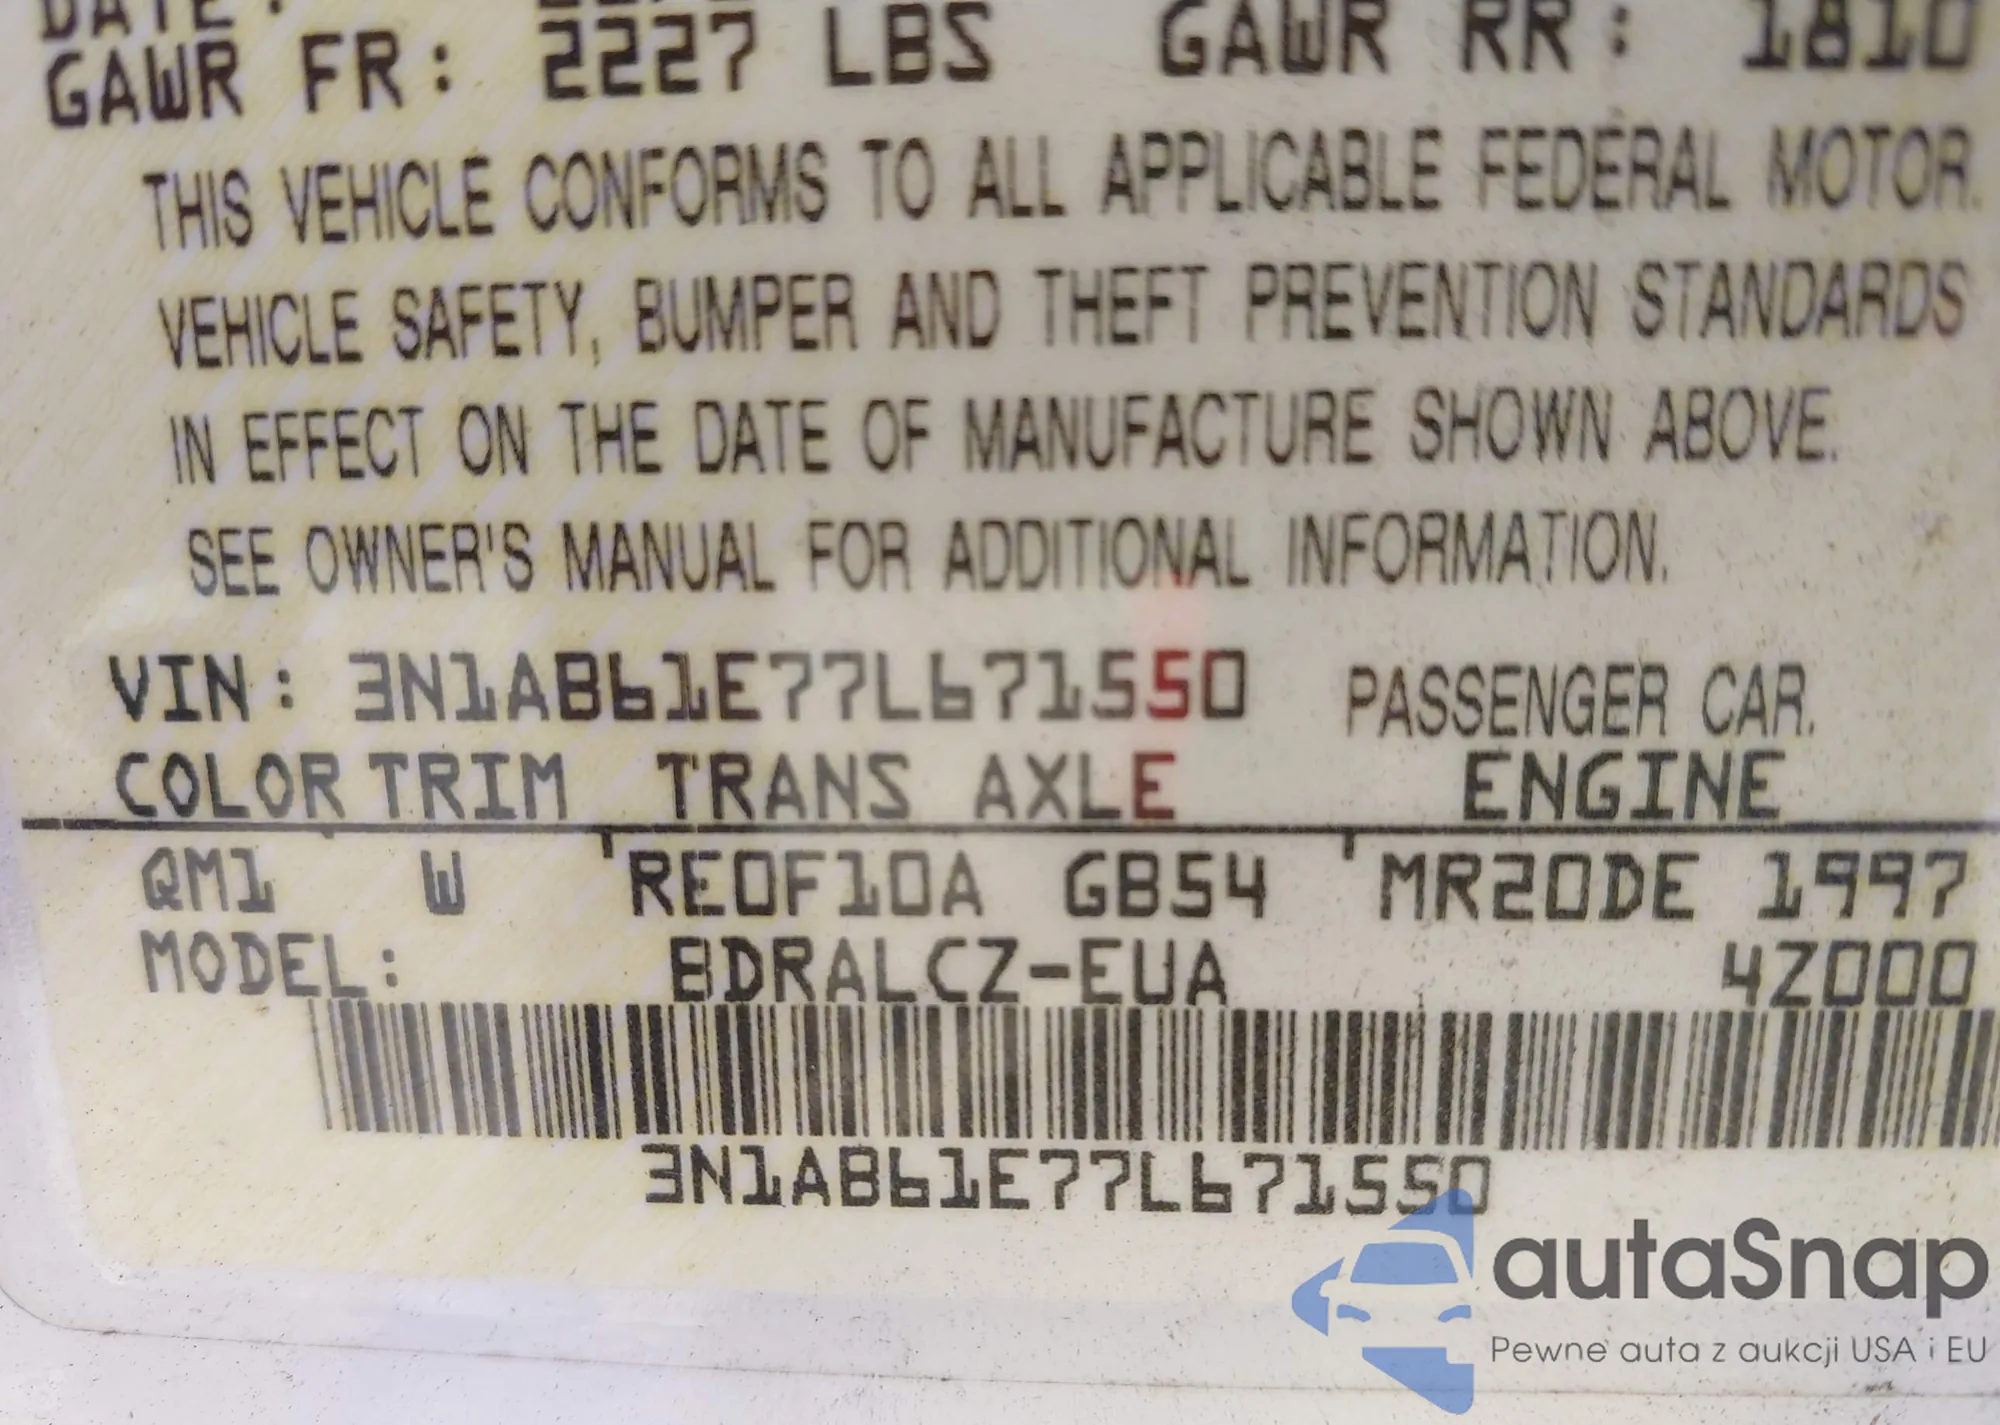 DATE:
GAWR FR: 2227 LBS GAWR RR: 1810
THIS VEHICLE CONFORMS TO ALL APPLICABLE FEDERAL MOTOR
VEHICLE SAFETY, BUMPER AND THEFT PREVENTION STANDARDS
IN EFFECT ON THE DATE OF MANUFACTURE SHOWN ABOVE.
SEE OWNER'S MANUAL FOR ADDITIONAL INFORMATION.
VIN: 3N1AB61E77L671550 PASSENGER CAR.
COLOR TRIM TRANS AXLE ENGINE
QM1 W RE0F10A GB54 MR20DE 1997
MODEL: BDRALCZ-EUA 4Z000
3N1AB61E77L671550
autaSnap
Pewne auta z aukcji USA i EU